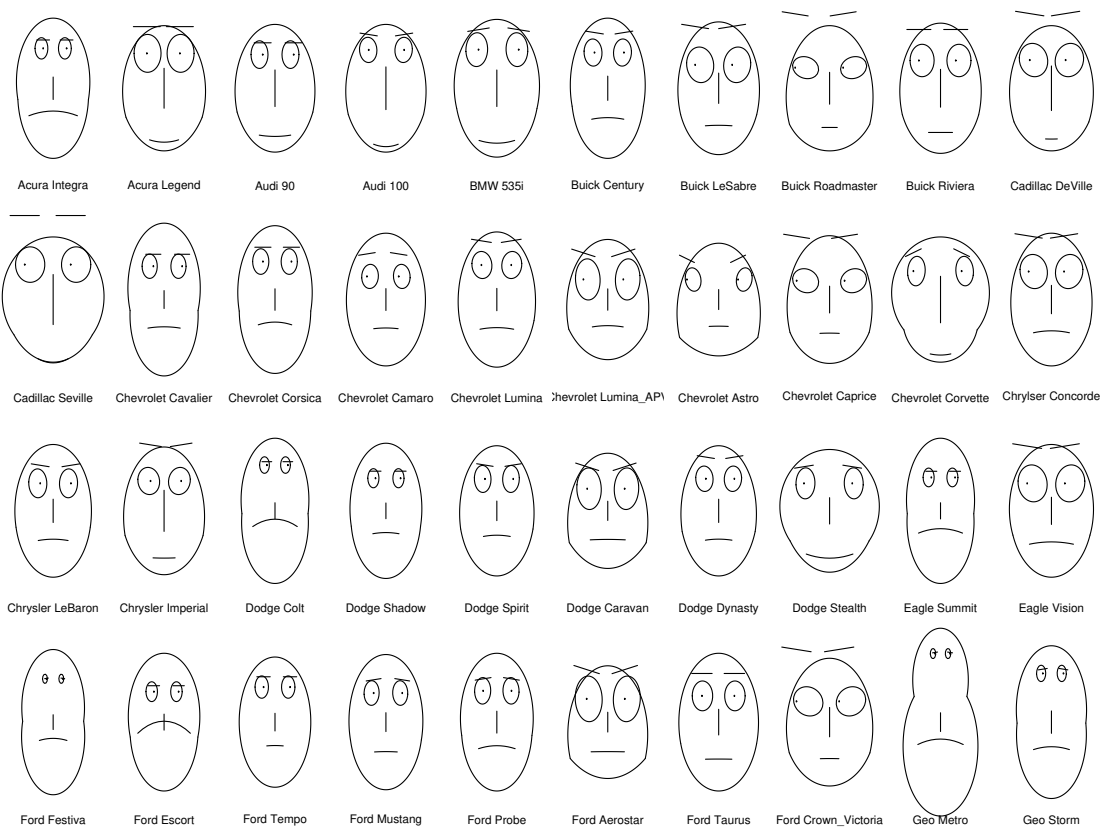 Acura Integra
Acura Legend
Audi 90
Audi 100
BMW 535i
Buick Century
Buick LeSabre
Buick Roadmaster
Buick Riviera
Cadillac DeVille
Cadillac Seville
Chevrolet Cavalier
Chevrolet Corsica
Chevrolet Camaro
Chevrolet Lumina
Chevrolet Lumina_APV
Chevrolet Astro
Chevrolet Caprice
Chevrolet Corvette
Chrylser Concorde
Chrysler LeBaron
Chrysler Imperial
Dodge Colt
Dodge Shadow
Dodge Spirit
Dodge Caravan
Dodge Dynasty
Dodge Stealth
Eagle Summit
Eagle Vision
Ford Festiva
Ford Escort
Ford Tempo
Ford Mustang
Ford Probe
Ford Aerostar
Ford Taurus
Ford Crown_Victoria
Geo Metro
Geo Storm